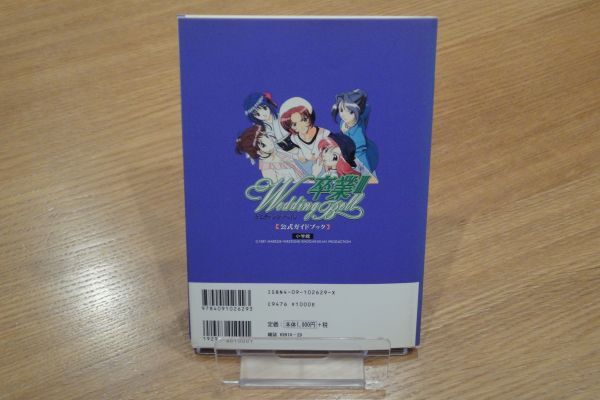 卒業II
Wedding Bell
ウエディングベル
【公式ガイドブック】
小学館
ISBN4-09-102629-X
C9476 ¥1000E
9784091026293
定価 本体1,000円 +税